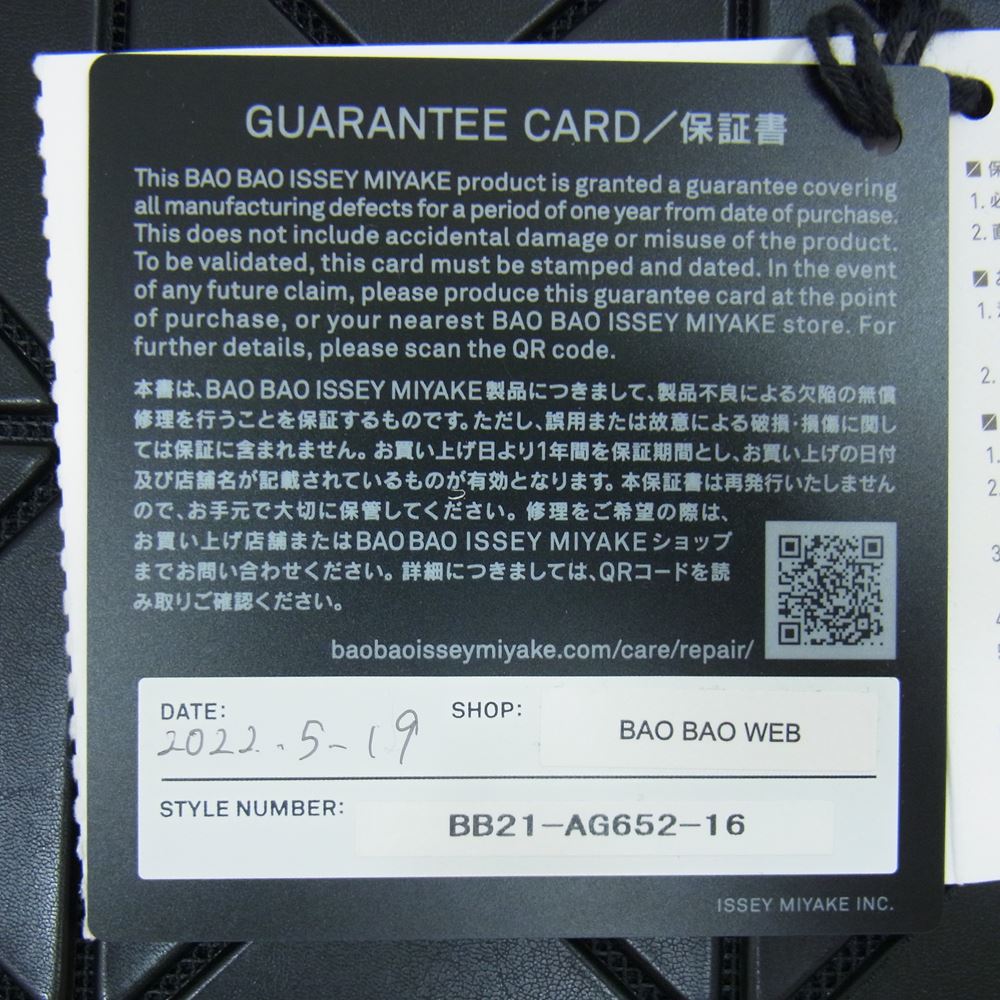 GUARANTEE CARD／保証書
This BAO BAO ISSEY MIYAKE product is granted a guarantee covering
all manufacturing defects for a period of one year from date of purchase.
This does not include accidental damage or misuse of the product.
To be validated, this card must be stamped and dated. In the event
of any future claim, please produce this guarantee card at the point
of purchase, or your nearest BAO BAO ISSEY MIYAKE store. For
further details, please scan the QR code.
本書は、BAO BAO ISSEY MIYAKE製品につきまして、製品不良による欠陥の無償
修理を行うことを保証するものです。ただし、誤用または故意による破損・損傷に関し
ては保証に含まれません。お買い上げ日より1年間を保証期間とし、お買い上げの日付
及び店舗名が記載されているものが有効となります。本保証書は再発行いたしません
ので、お手元で大切に保管してください。修理をご希望の際は、
お買い上げ店舗またはBAO BAO ISSEY MIYAKEショップ
までお問い合わせください。詳細につきましては、QRコードを読
み取りご確認ください。
baobaoisseymiyake.com/care/repair/
DATE: 2022.5-19
SHOP: BAO BAO WEB
STYLE NUMBER: BB21-AG652-16
ISSEY MIYAKE INC.
1.
2.
1.
2.
1.
2.
3